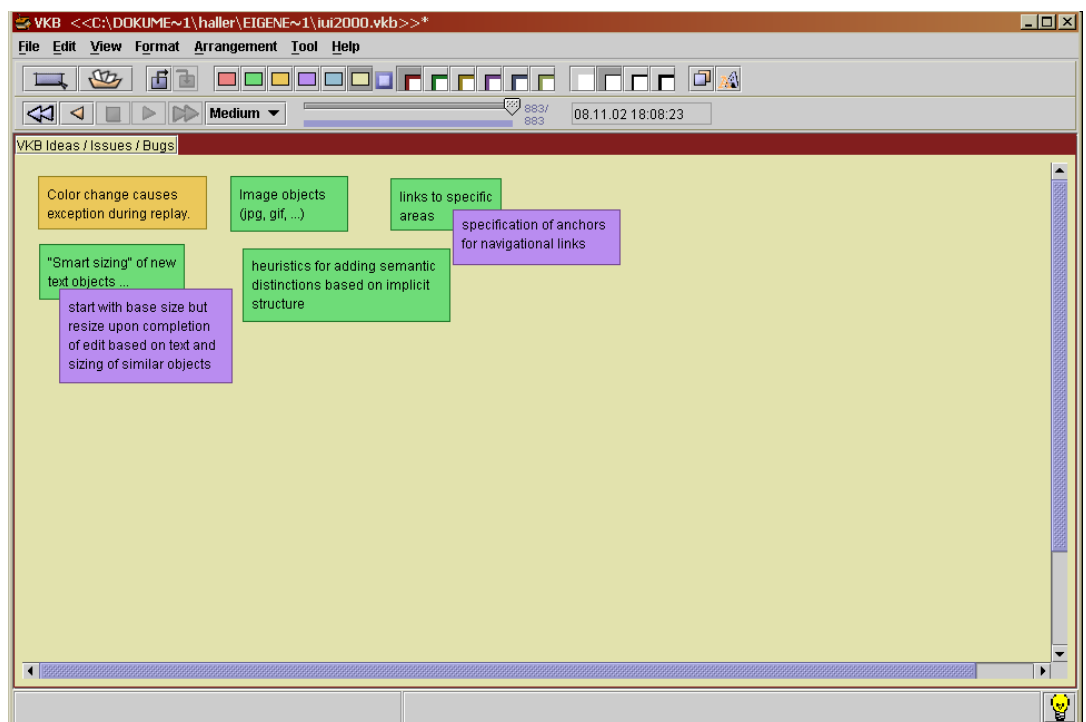 VKB <<C:\DOKUME~1\haller\EIGENE~1\iui2000.vkb>>*
File Edit View Format Arrangement Tool Help
Medium
883/
883
08.11.02 18:08:23
VKB Ideas / Issues / Bugs
Color change causes
exception during replay.
Image objects
(jpg, gif, ...)
links to specific
areas
specification of anchors
for navigational links
"Smart sizing" of new
text objects ...
start with base size but
resize upon completion
of edit based on text and
sizing of similar objects
heuristics for adding semantic
distinctions based on implicit
structure